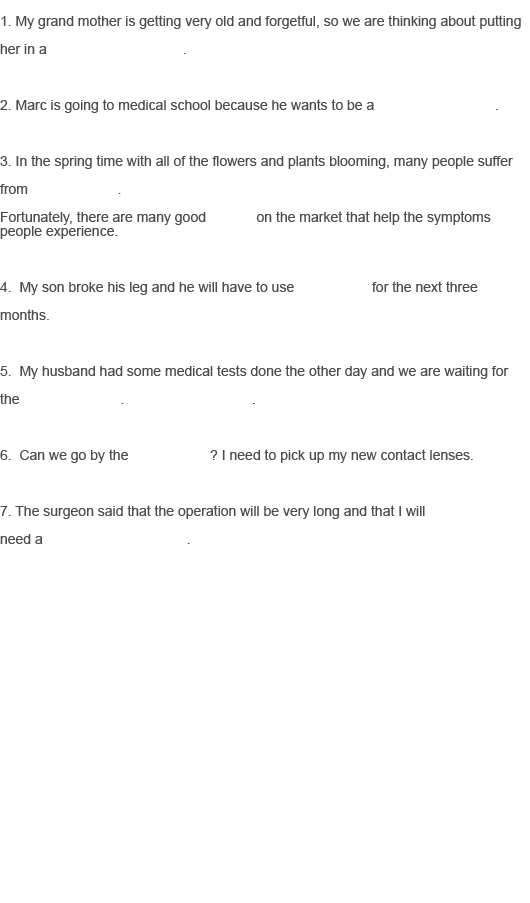 1. My grand mother is getting very old and forgetful, so we are thinking about putting
her in a .
2. Marc is going to medical school because he wants to be a .
3. In the spring time with all of the flowers and plants blooming, many people suffer
from .
Fortunately, there are many good on the market that help the symptoms
people experience.
4. My son broke his leg and he will have to use for the next three
months.
5. My husband had some medical tests done the other day and we are waiting for
the . .
6. Can we go by the ? I need to pick up my new contact lenses.
7. The surgeon said that the operation will be very long and that I will
need a .